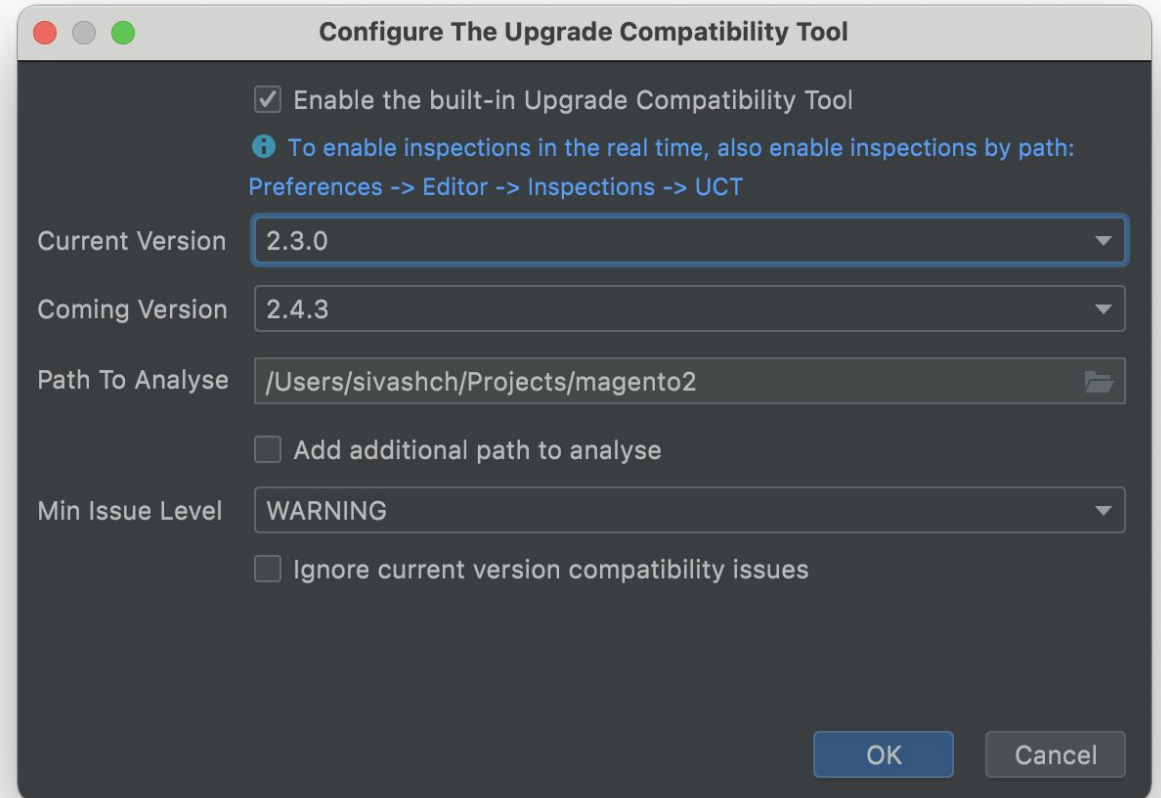 Configure The Upgrade Compatibility Tool
Enable the built-in Upgrade Compatibility Tool
To enable inspections in the real time, also enable inspections by path:
Preferences -> Editor -> Inspections -> UCT
Current Version 2.3.0
Coming Version 2.4.3
Path To Analyse /Users/sivashch/Projects/magento2
Add additional path to analyse
Min Issue Level WARNING
Ignore current version compatibility issues
OK Cancel